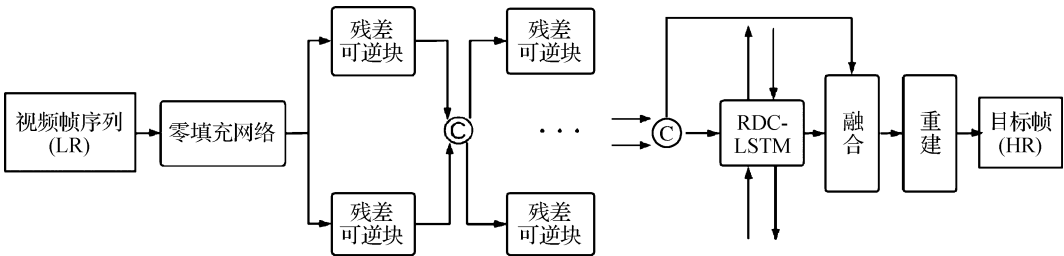 视频帧序列
(LR)
零填充网络
残差
可逆块
残差
可逆块
C
残差
可逆块
残差
可逆块
···
C
RDC-
LSTM
融
合
重
建
目标帧
(HR)